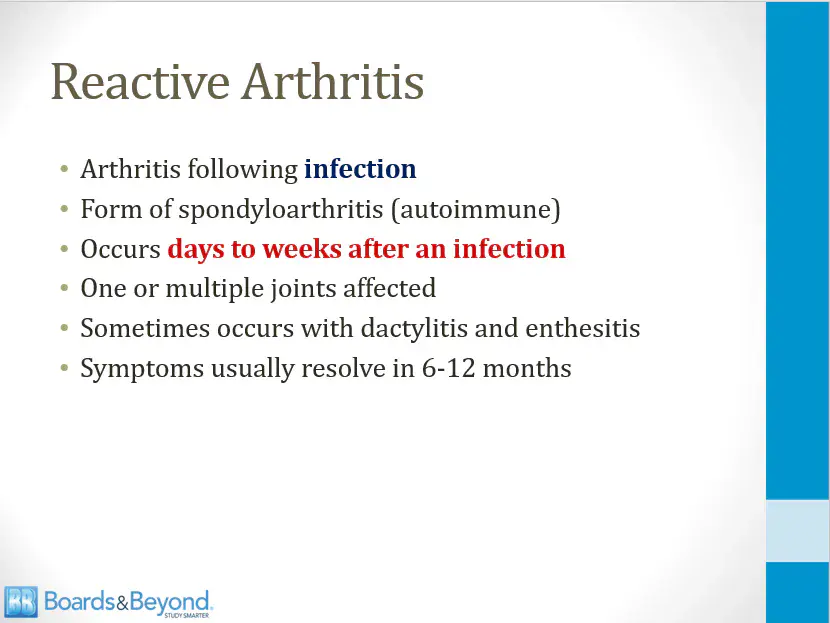 Reactive Arthritis
• Arthritis following infection
• Form of spondyloarthritis (autoimmune)
• Occurs days to weeks after an infection
• One or multiple joints affected
• Sometimes occurs with dactylitis and enthesitis
• Symptoms usually resolve in 6-12 months
BB Boards&Beyond.
STUDY SMARTER